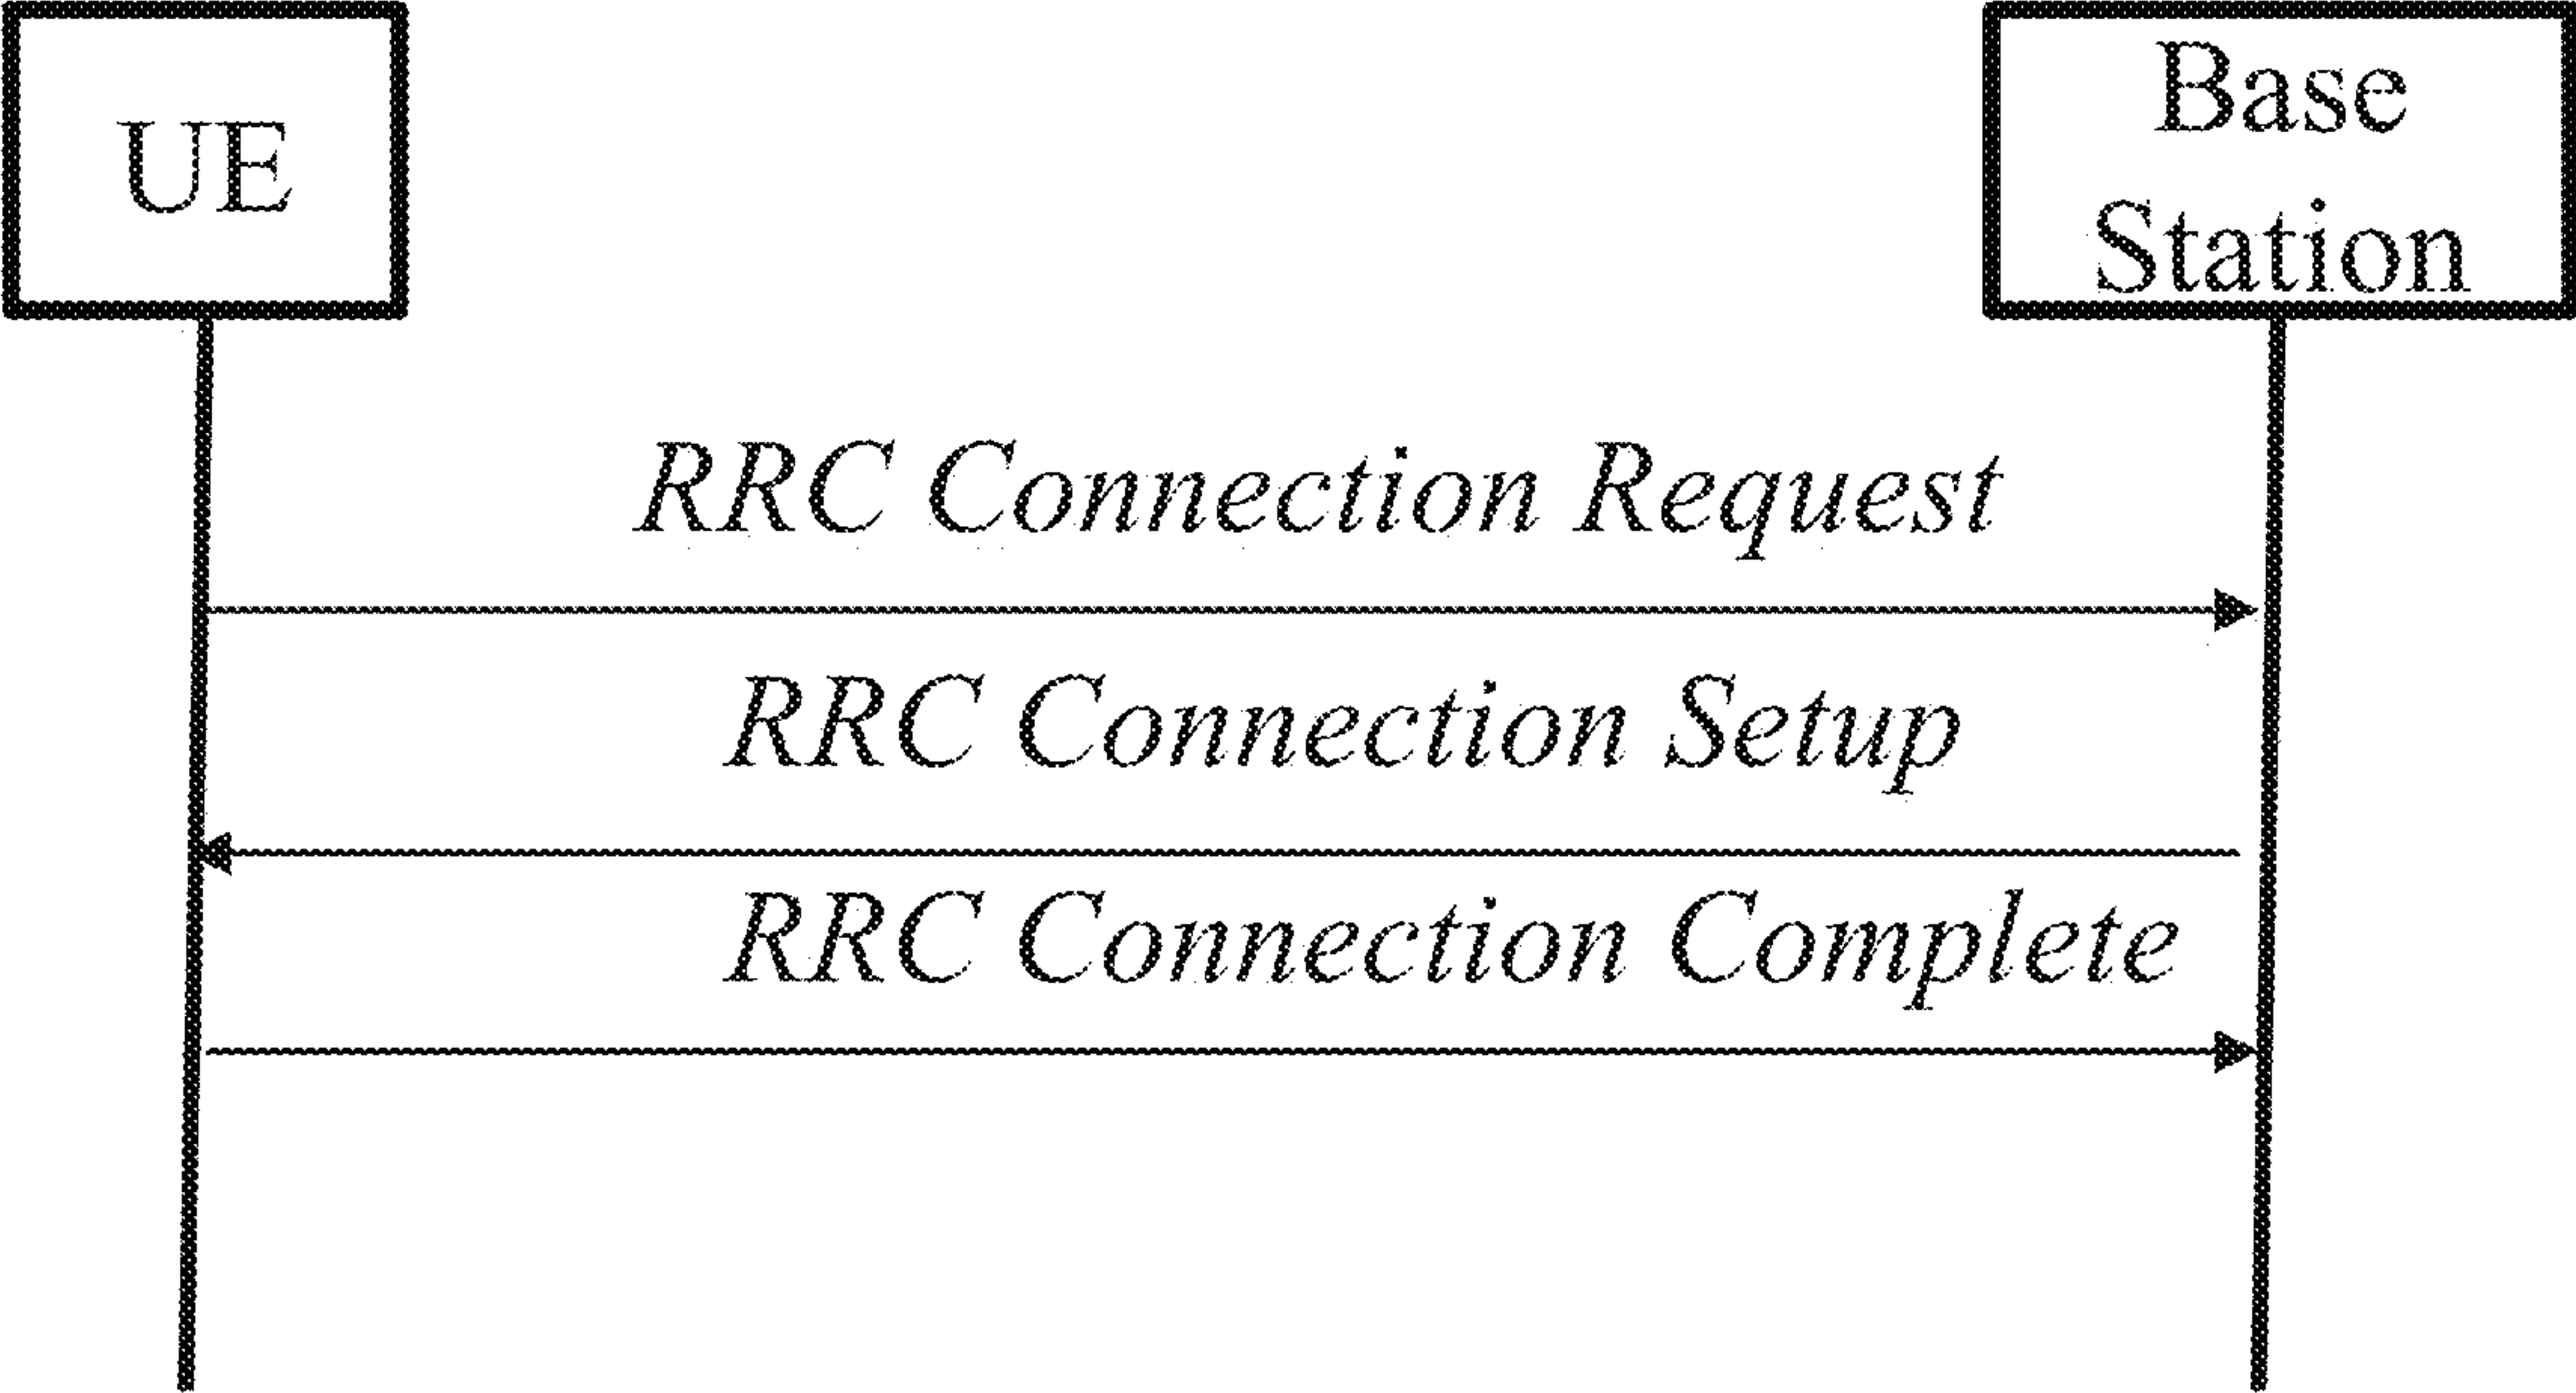 UE
Base
Station
RRC Connection Request
RRC Connection Setup
RRC Connection Complete